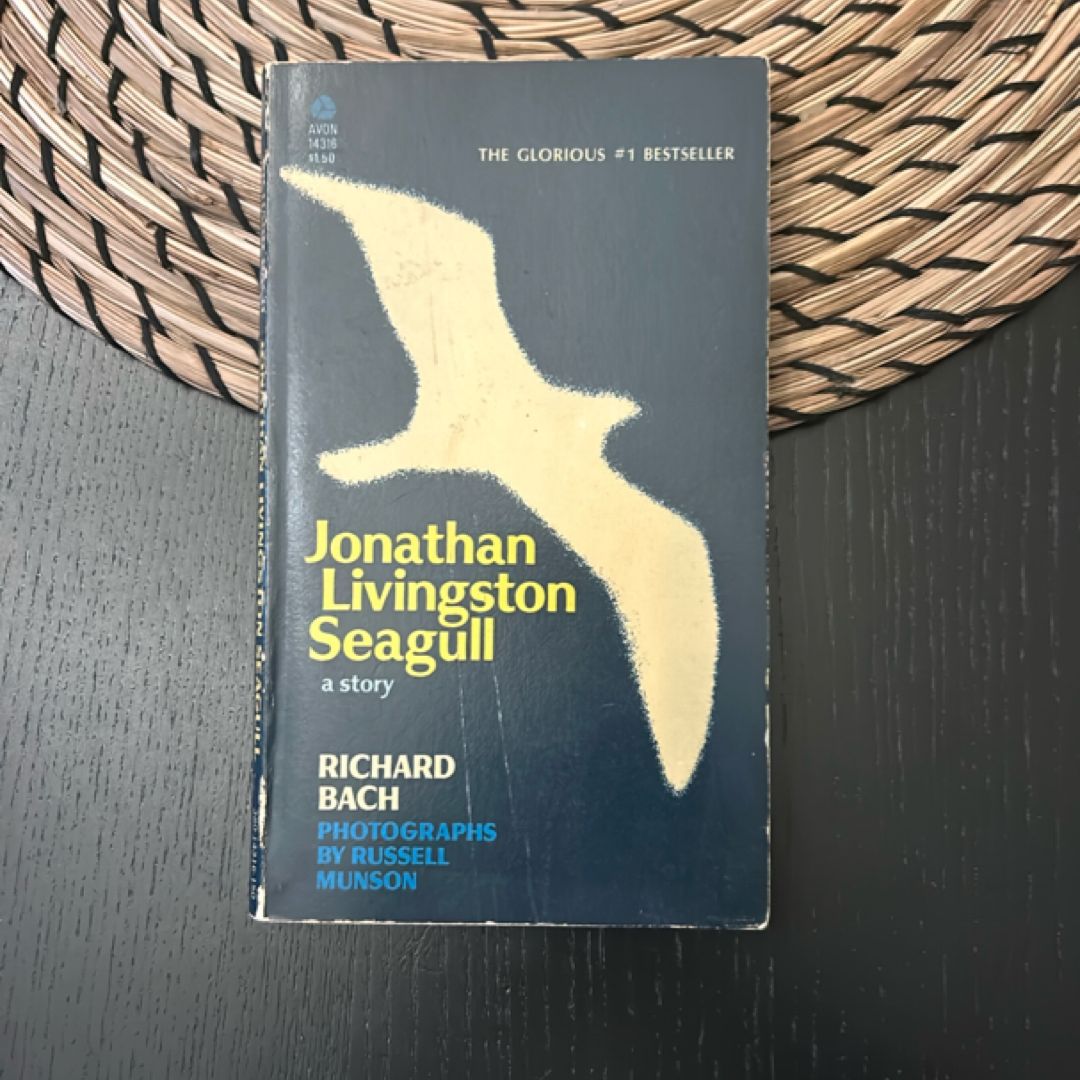 AVON
14316
$1.50
THE GLORIOUS #1 BESTSELLER
Jonathan
Livingston
Seagull
a story
RICHARD
BACH
PHOTOGRAPHS
BY RUSSELL
MUNSON